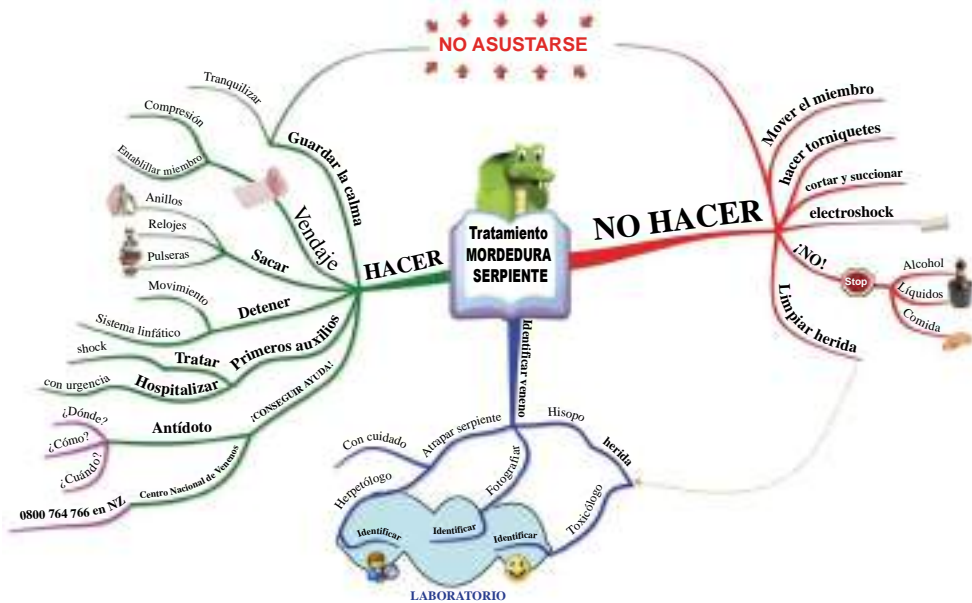 NO ASUSTARSE
Tratamiento
MORDEDURA
SERPIENTE
HACER
Guardar la calma
Tranquilizar
Vendaje
Compresión
Entablillar miembro
Sacar
Anillos
Relojes
Pulseras
Detener
Movimiento
Sistema linfático
Primeros auxilios
Tratar
shock
Hospitalizar
con urgencia
¡CONSEGUIR AYUDA!
Antídoto
¿Dónde?
¿Cómo?
¿Cuándo?
Centro Nacional de Venenos
0800 764 766 en NZ
NO HACER
Mover el miembro
hacer torniquetes
cortar y succionar
electroshock
¡NO!
Stop
Alcohol
Líquidos
Comida
Limpiar herida
Identificar veneno
Atrapar serpiente
Con cuidado
Herpetólogo
Identificar
Fotografiar
Identificar
Hisopo
herida
Toxicólogo
Identificar
LABORATORIO